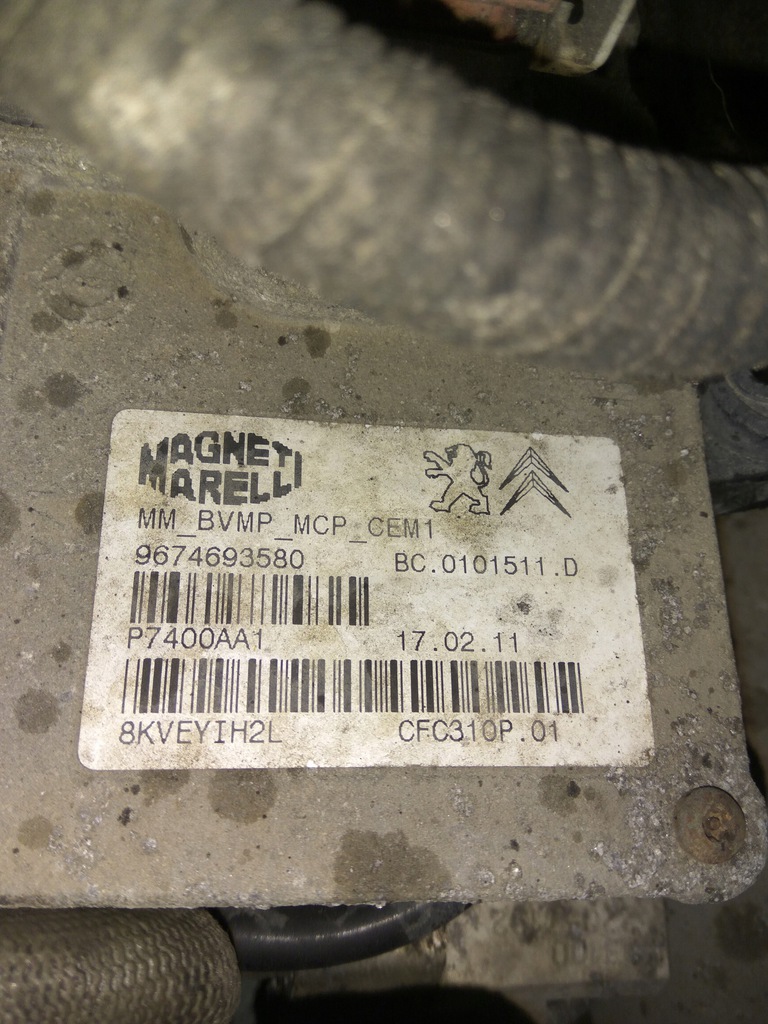 MAGNETI
MARELLI
MM_BVMP_MCP_CEM1
9674693580 BC.0101511.D
P7400AA1 17.02.11
8KVEYIH2L CFC310P.01